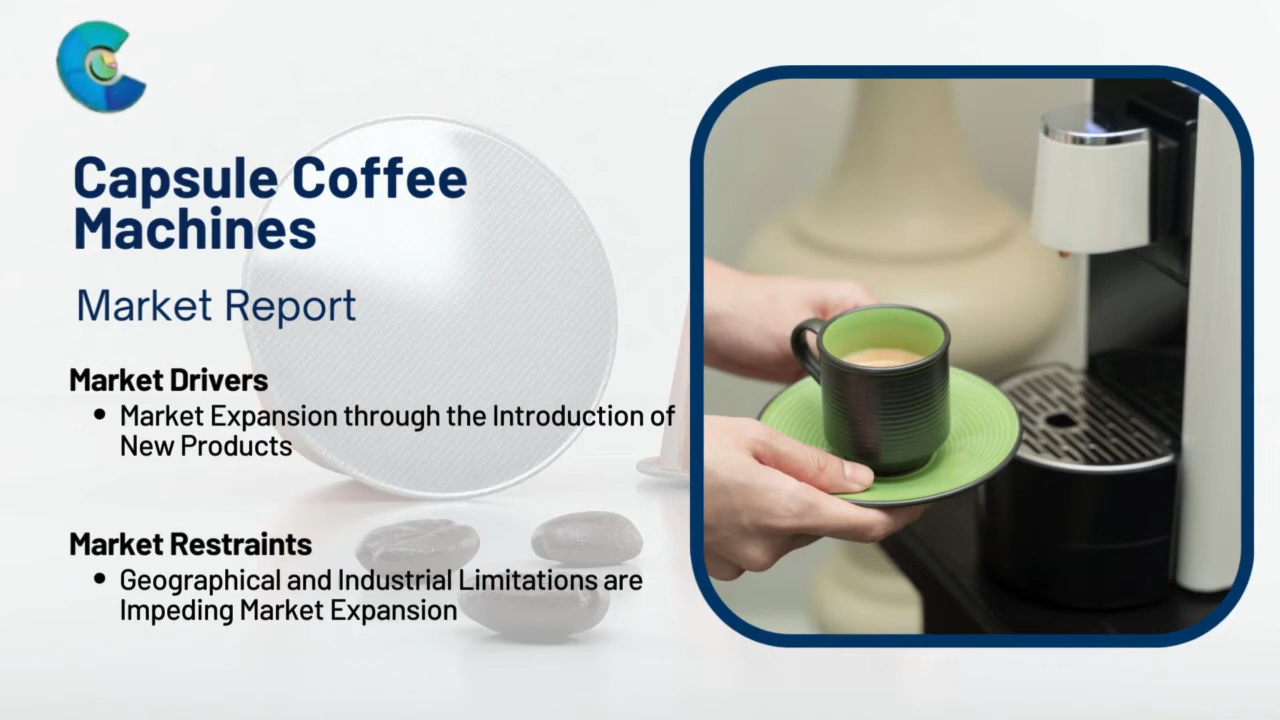 Capsule Coffee
Machines
Market Report
Market Drivers
• Market Expansion through the Introduction of
New Products
Market Restraints
• Geographical and Industrial Limitations are
Impeding Market Expansion